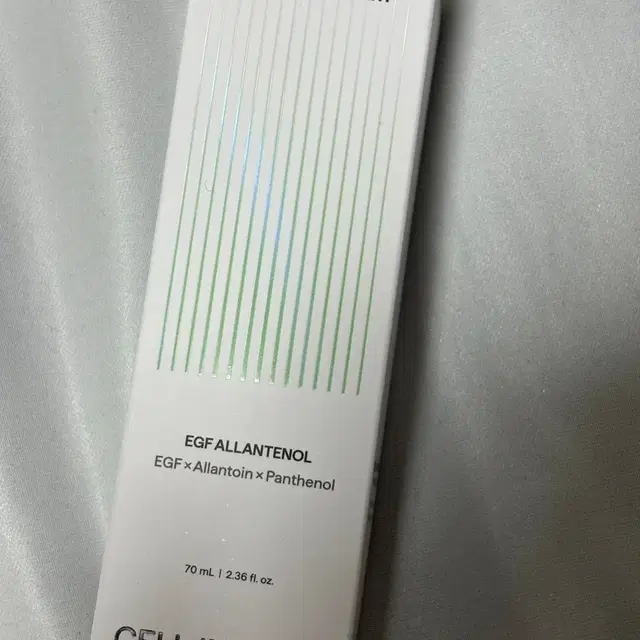 EGF ALLANTENOL
EGF×Allantoin×Panthenol
70 mL | 2.36 fl. oz.